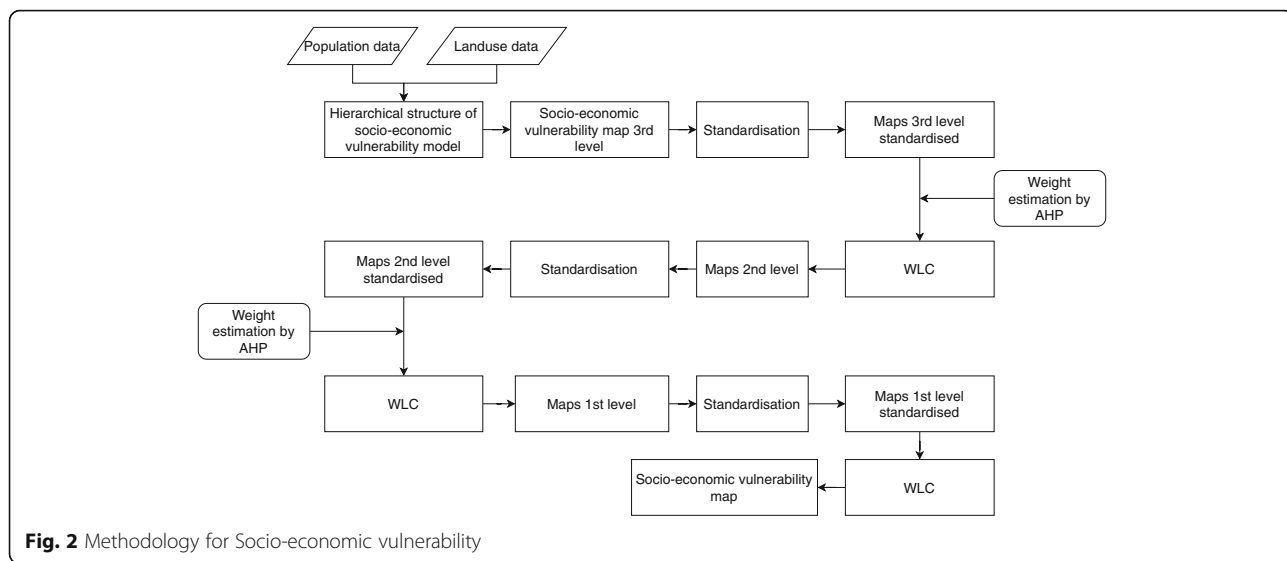 Population data
Landuse data
Hierarchical structure of
socio-economic
vulnerability model
Socio-economic
vulnerability map 3rd
level
Standardisation
Maps 3rd level
standardised
Weight
estimation by
AHP
Maps 2nd level
standardised
Standardisation
Maps 2nd level
WLC
Weight
estimation by
AHP
WLC
Maps 1st level
Standardisation
Maps 1st level
standardised
Socio-economic vulnerability
map
WLC
Fig. 2 Methodology for Socio-economic vulnerability